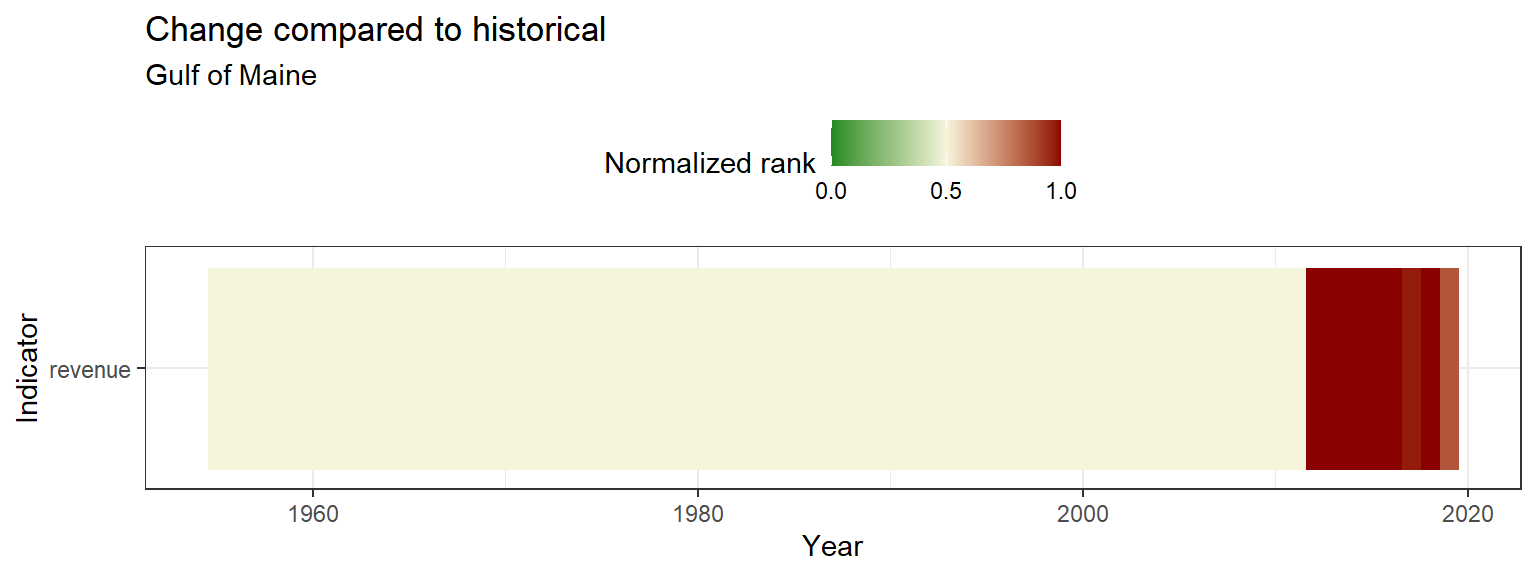 Change compared to historical
Gulf of Maine
Normalized rank
0.0 0.5 1.0
Indicator
revenue
1960 1980 2000 2020
Year